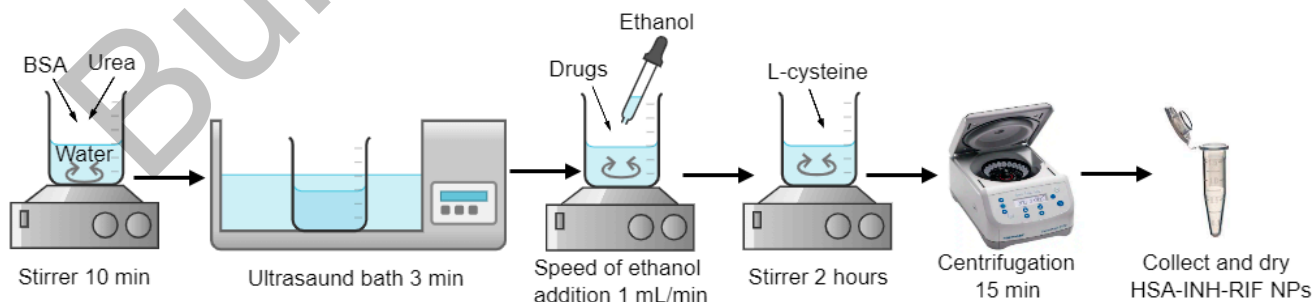 Bu
Ethanol
BSA
Urea
Drugs
L-cysteine
Water
Stirrer 10 min
Ultrasaund bath 3 min
Speed of ethanol
addition 1 mL/min
Stirrer 2 hours
Centrifugation
15 min
Collect and dry
HSA-INH-RIF NPs